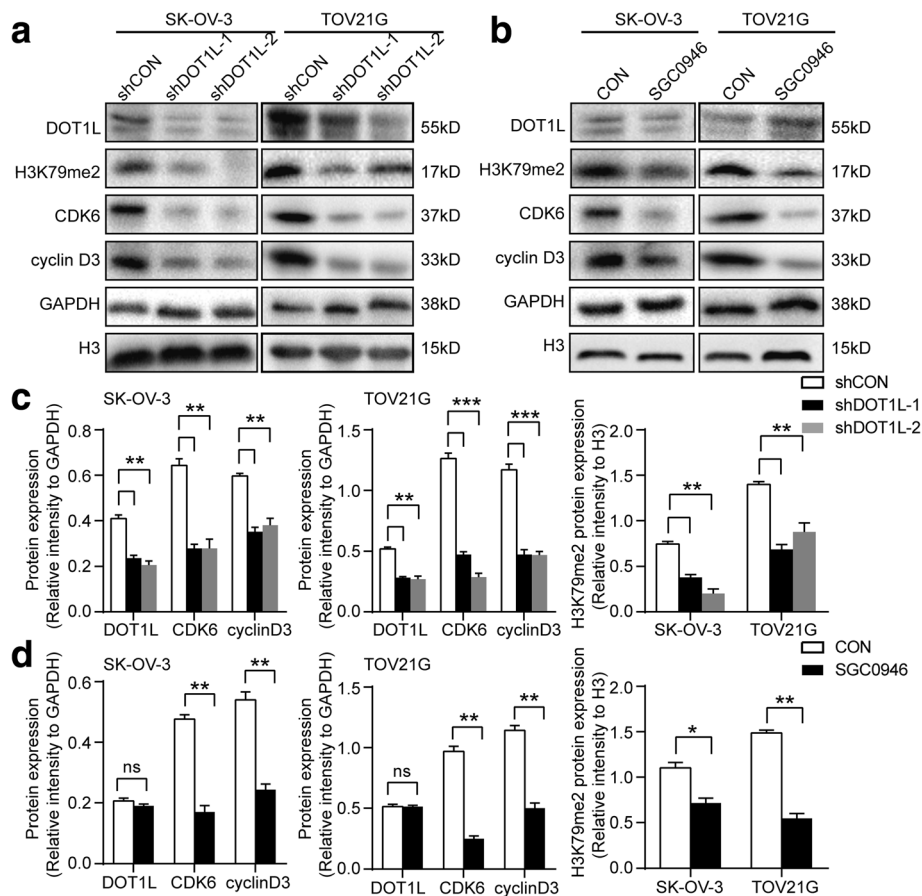 a
SK-OV-3
TOV21G
shCON
shDOT1L-1
shDOT1L-2
shCON
shDOT1L-1
shDOT1L-2
DOT1L
55kD
H3K79me2
17kD
CDK6
37kD
cyclin D3
33kD
GAPDH
38kD
H3
15kD
b
SK-OV-3
TOV21G
CON
SGC0946
CON
SGC0946
DOT1L
55kD
H3K79me2
17kD
CDK6
37kD
cyclin D3
33kD
GAPDH
38kD
H3
15kD
shCON
shDOT1L-1
shDOT1L-2
c
SK-OV-3
Protein expression
(Relative intensity to GAPDH)
0.8
0.6
0.4
0.2
0.0
**
**
**
DOT1L
CDK6
cyclinD3
TOV21G
Protein expression
(Relative intensity to GAPDH)
1.5
1.0
0.5
0.0
**
***
***
DOT1L
CDK6
cyclinD3
H3K79me2 protein expression
(Relative intensity to H3)
2.0
1.5
1.0
0.5
0.0
**
**
SK-OV-3
TOV21G
CON
SGC0946
d
SK-OV-3
Protein expression
(Relative intensity to GAPDH)
0.6
0.4
0.2
0.0
ns
**
**
DOT1L
CDK6
cyclinD3
TOV21G
Protein expression
(Relative intensity to GAPDH)
1.5
1.0
0.5
0.0
ns
**
**
DOT1L
CDK6
cyclinD3
H3K79me2 protein expression
(Relative intensity to H3)
2.0
1.5
1.0
0.5
0.0
*
**
SK-OV-3
TOV21G